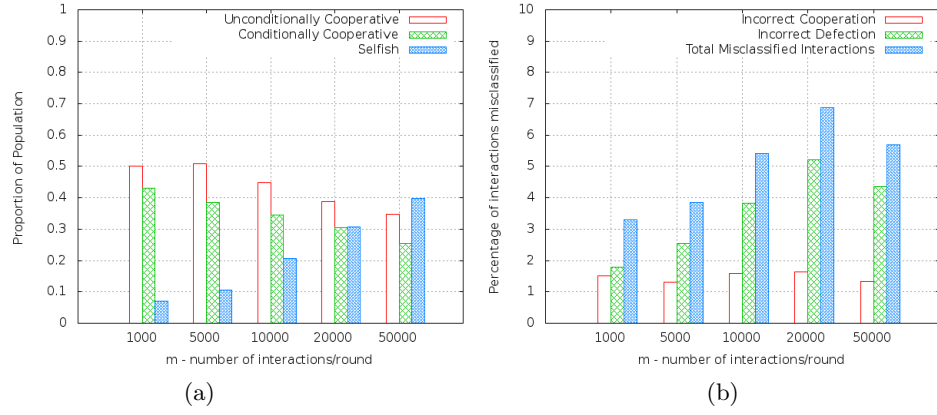 Unconditionally Cooperative
Conditionally Cooperative
Selfish
Proportion of Population
1
0.9
0.8
0.7
0.6
0.5
0.4
0.3
0.2
0.1
0
1000 5000 10000 20000 50000
m - number of interactions/round
(a)
Incorrect Cooperation
Incorrect Defection
Total Misclassified Interactions
Percentage of interactions misclassified
10
9
8
7
6
5
4
3
2
1
0
1000 5000 10000 20000 50000
m - number of interactions/round
(b)